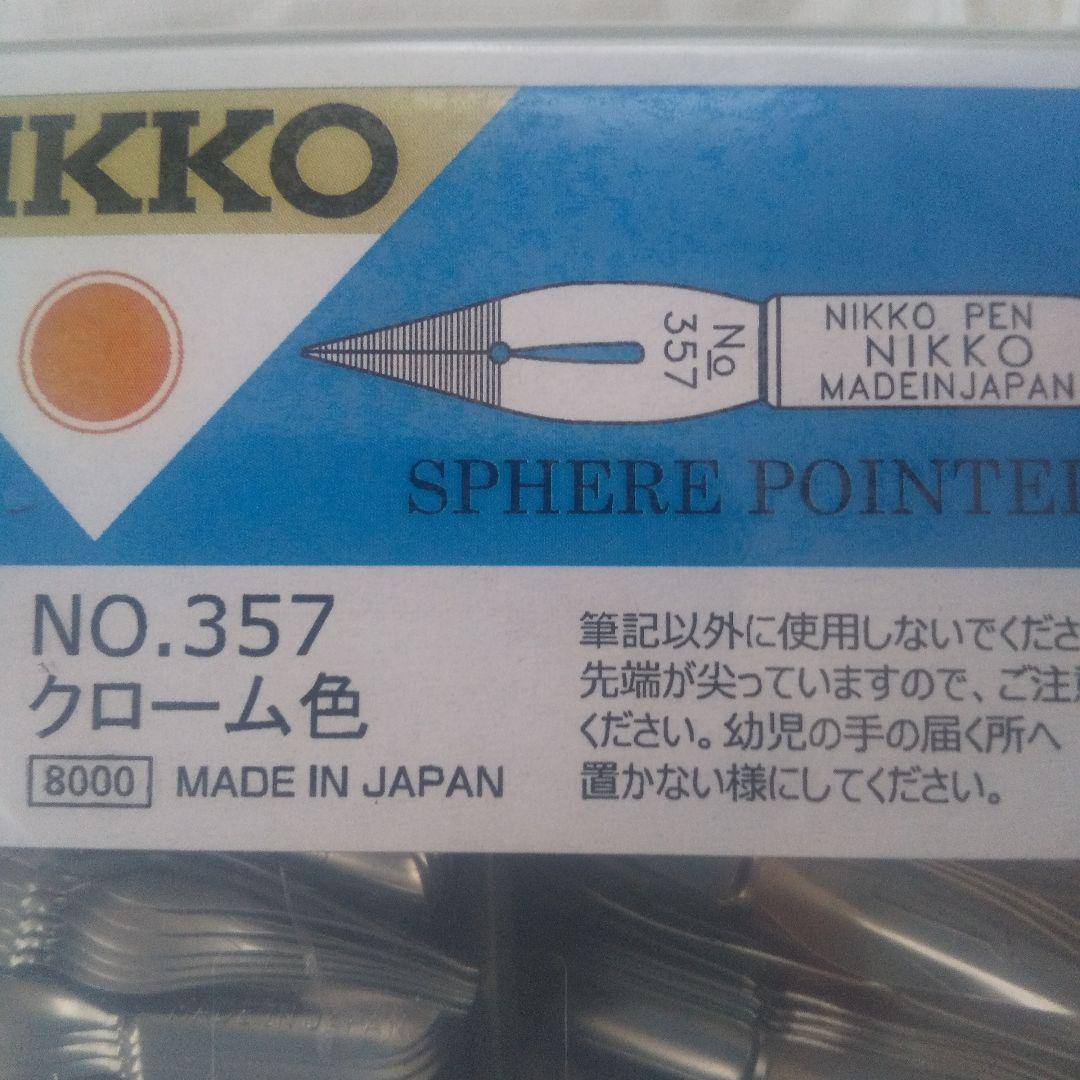 IKKO
No 357
NIKKO PEN
NIKKO
MADEINJAPAN
SPHERE POINTE
NO.357
クローム色
8000 MADE IN JAPAN
筆記以外に使用しないでくださ
先端が尖っていますので、ご注意
ください。幼児の手の届く所へ
置かない様にしてください。